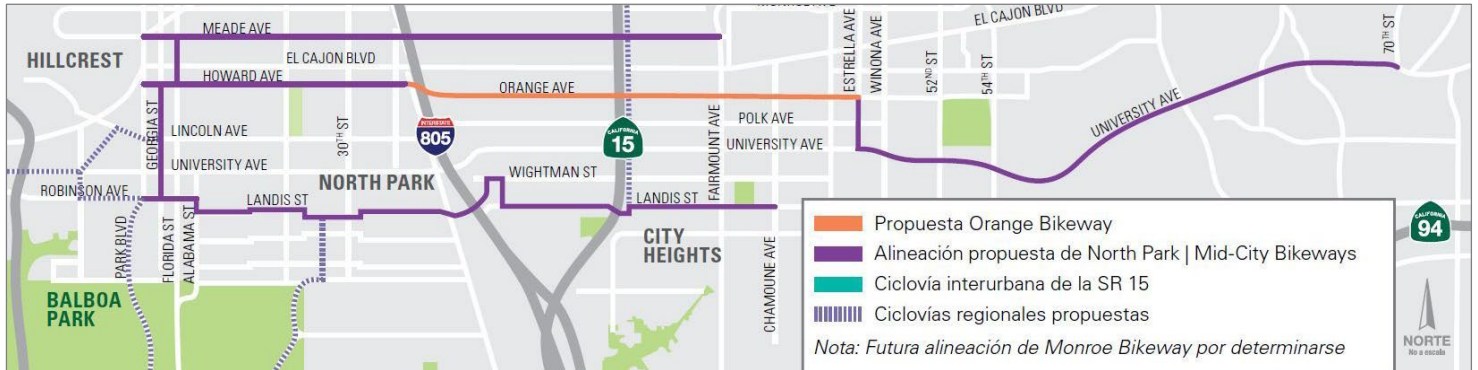 MEADE AVE
EL CAJON BLVD
HILLCREST
EL CAJON BLVD
HOWARD AVE
ORANGE AVE
ESTRELLA AVE
WINONA AVE
52ND ST
54TH ST
70TH ST
UNIVERSITY AVE
GEORGIA ST
LINCOLN AVE
30TH ST
INTERSTATE
805
CALIFORNIA
15
FAIRMOUNT AVE
POLK AVE
UNIVERSITY AVE
UNIVERSITY AVE
ROBINSON AVE
NORTH PARK
WIGHTMAN ST
LANDIS ST
LANDIS ST
PARK BLVD
FLORIDA ST
ALABAMA ST
CITY
HEIGHTS
CHAMOUNE AVE
BALBOA
PARK
CALIFORNIA
94
Propuesta Orange Bikeway
Alineación propuesta de North Park | Mid-City Bikeways
Ciclovía interurbana de la SR 15
Ciclovías regionales propuestas
Nota: Futura alineación de Monroe Bikeway por determinarse
NORTE
No a escala